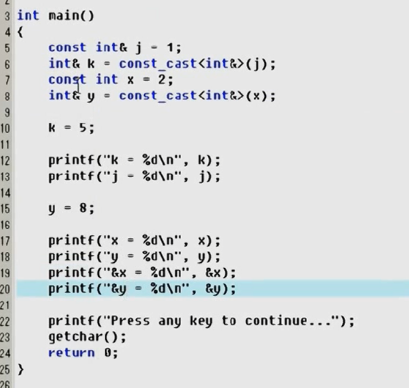 3 int main()
4 {
5 const int& j = 1;
6 int& k = const_cast<int&>(j);
7 const int x = 2;
8 int& y = const_cast<int&>(x);
9
10 k = 5;
11
12 printf("k = %d\n", k);
13 printf("j = %d\n", j);
14
15 y = 8;
16
17 printf("x = %d\n", x);
18 printf("y = %d\n", y);
19 printf("&x = %d\n", &x);
20 printf("&y = %d\n", &y);
21
22 printf("Press any key to continue...");
23 getchar();
24 return 0;
25 }
26